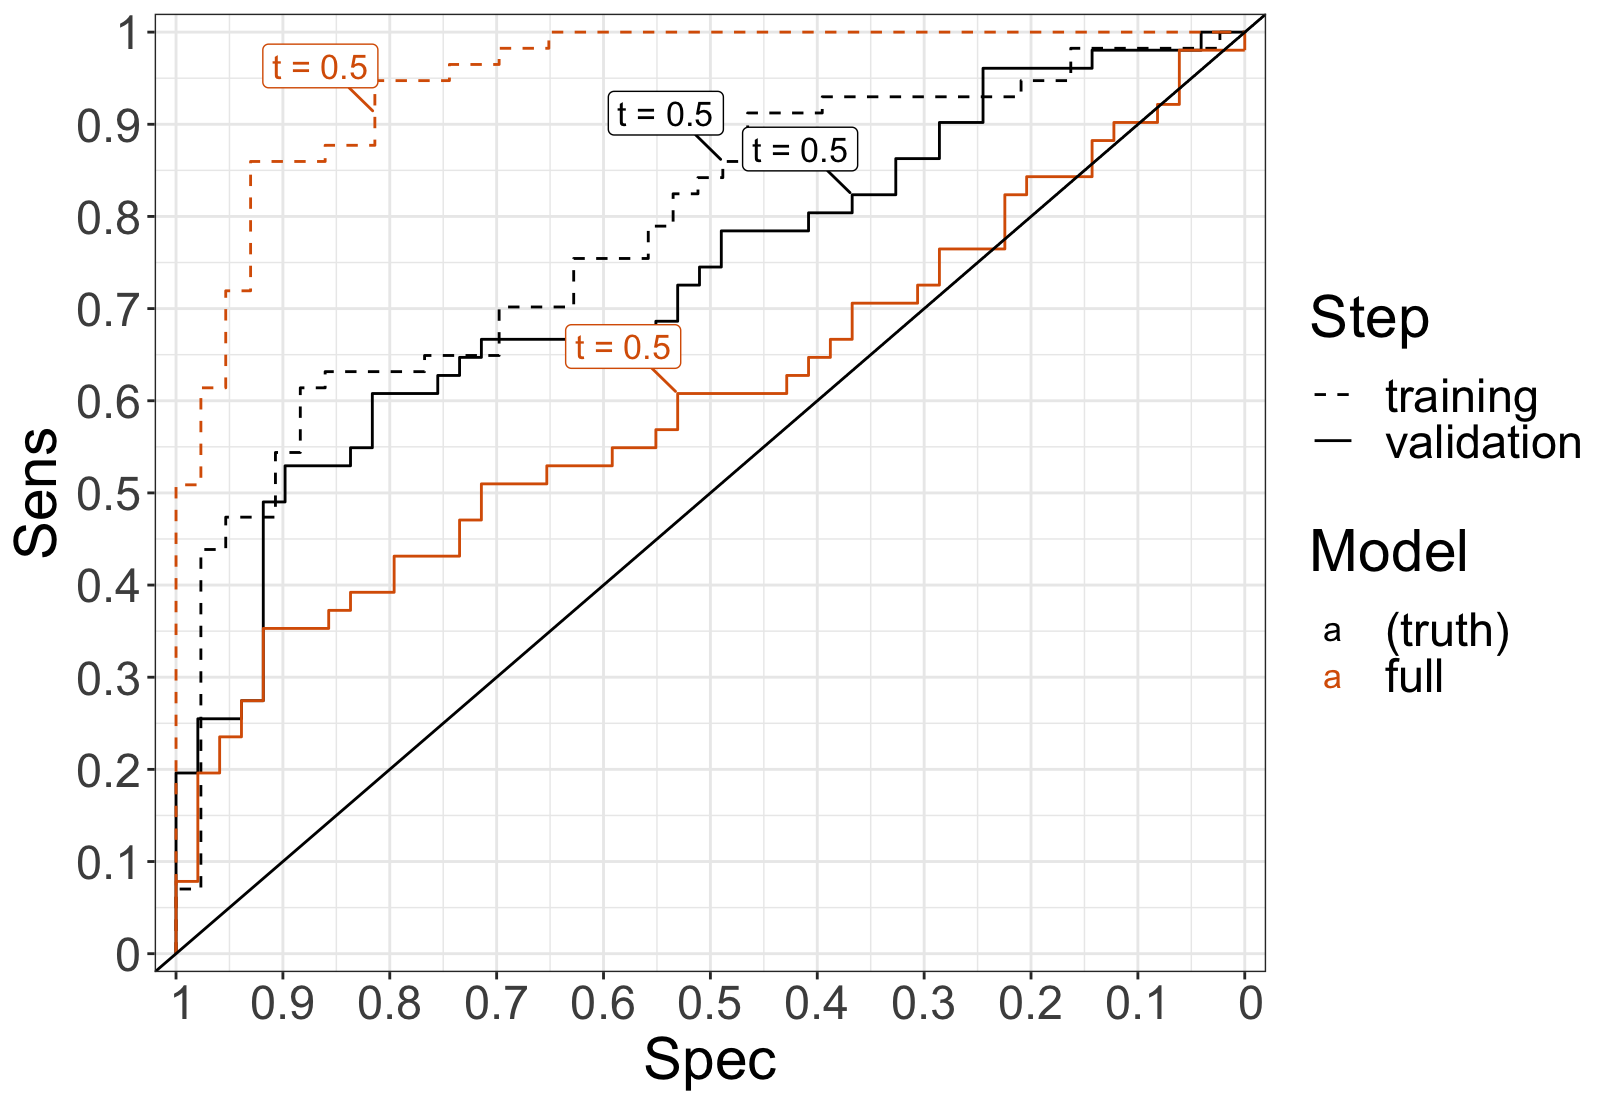 1
0.9
0.8
0.7
0.6
0.5
0.4
0.3
0.2
0.1
0
Sens
t = 0.5
t = 0.5
t = 0.5
t = 0.5
1 0.9 0.8 0.7 0.6 0.5 0.4 0.3 0.2 0.1 0
Spec
Step
training
validation
Model
a (truth)
a full